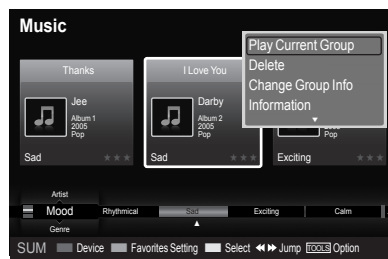 Music
Play Current Group
Delete
Change Group Info
Information
Thanks
I Love You
Jee
Album 1
2005
Pop
Darby
Album 2
2005
Pop
2005
Pop
Sad
Sad
Exciting
Artist
Mood
Rhythmical
Sad
Exciting
Calm
Genre
SUM Device Favorites Setting Select Jump TOOLS Option